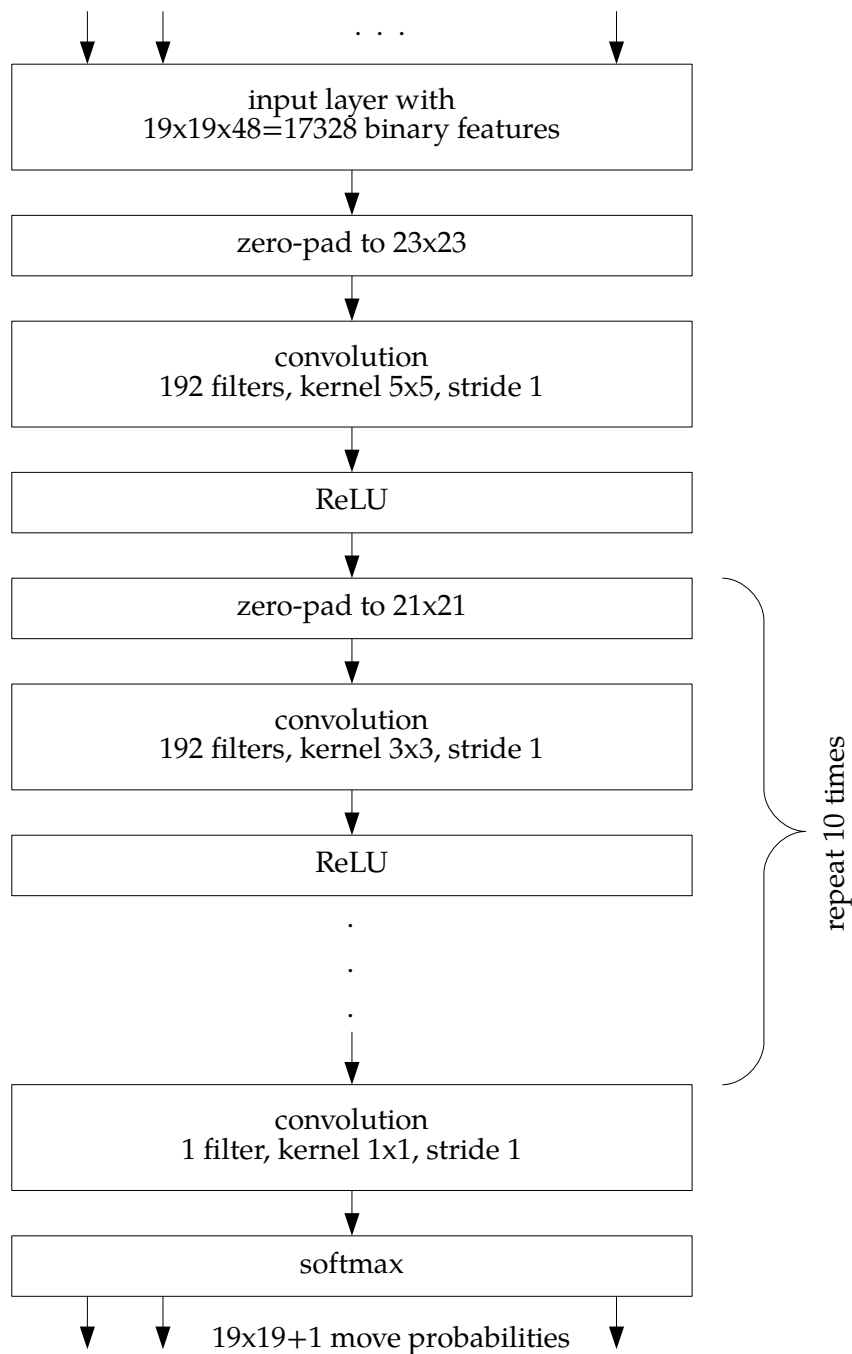 . . .
input layer with
19x19x48=17328 binary features
zero-pad to 23x23
convolution
192 filters, kernel 5x5, stride 1
ReLU
zero-pad to 21x21
convolution
192 filters, kernel 3x3, stride 1
ReLU
.
.
.
repeat 10 times
convolution
1 filter, kernel 1x1, stride 1
softmax
19x19+1 move probabilities